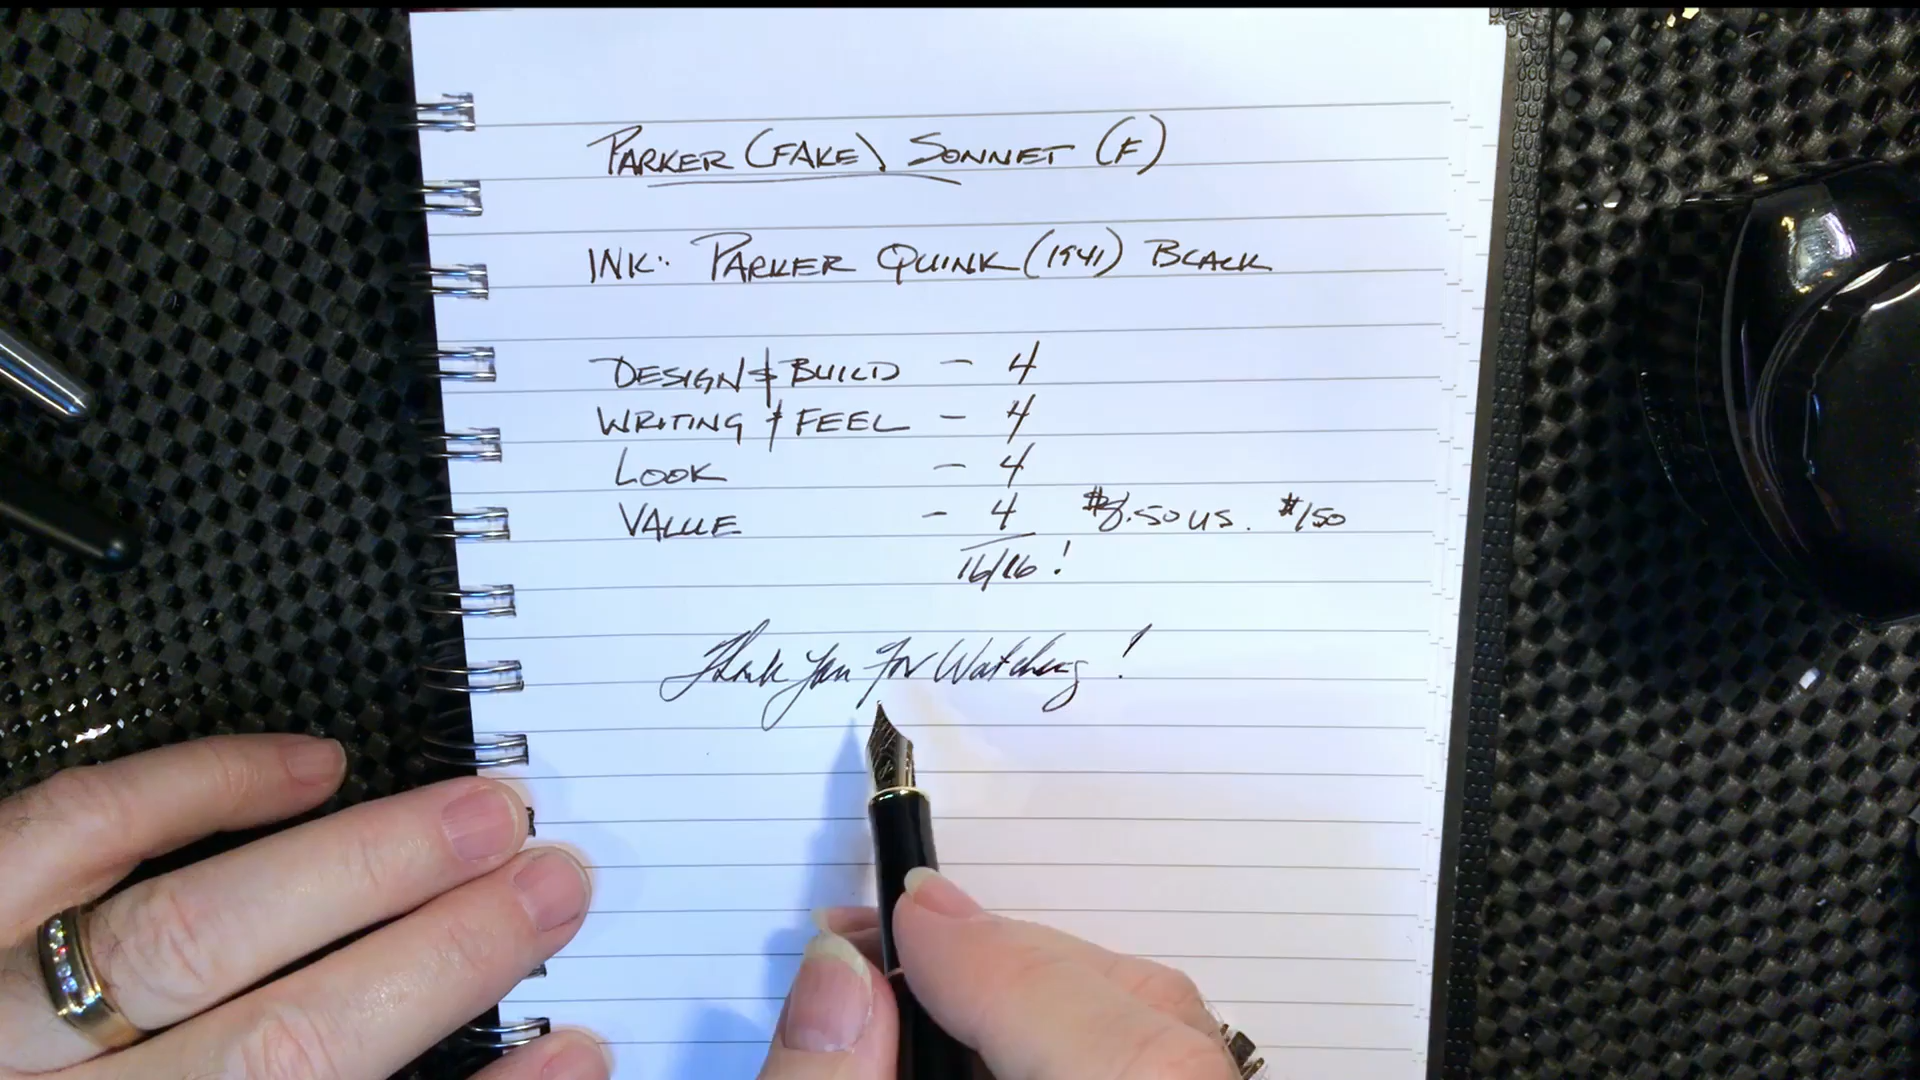 PARKER (FAKE) SONNET (F)
INK: PARKER QUINK (1941) BLACK
DESIGN & BUILD - 4
WRITING & FEEL - 4
LOOK - 4
VALUE - 4 $8.50 US. $150
16/16!
Thank You For Watching!